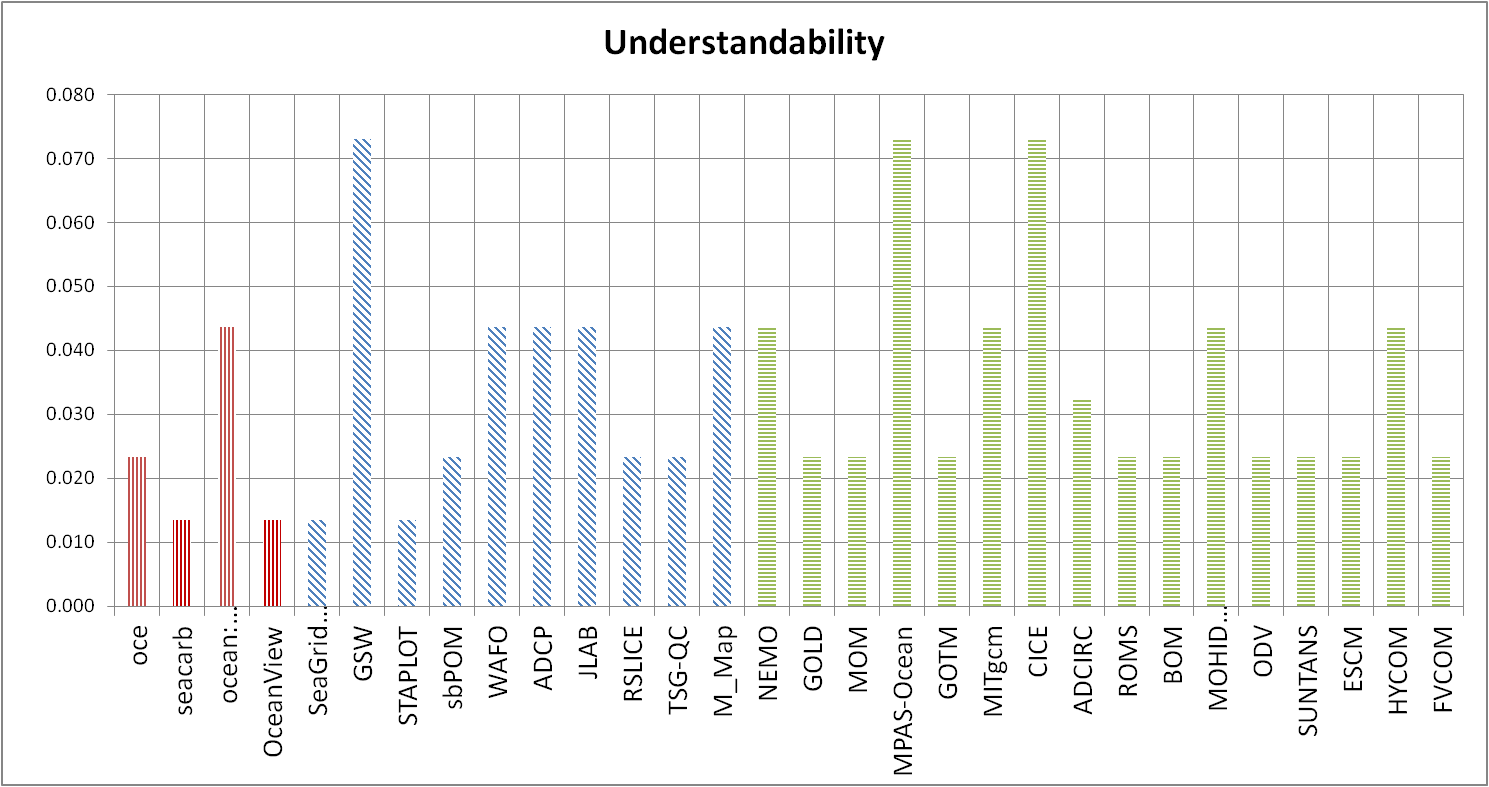 Understandability
0.080
0.070
0.060
0.050
0.040
0.030
0.020
0.010
0.000
oce
seacarb
ocean:...
OceanView
SeaGrid...
GSW
STAPLOT
sbPOM
WAFO
ADCP
JLAB
RSLICE
TSG-QC
M_Map
NEMO
GOLD
MOM
MPAS-Ocean
GOTM
MITgcm
CICE
ADCIRC
ROMS
BOM
MOHID...
ODV
SUNTANS
ESCM
HYCOM
FVCOM